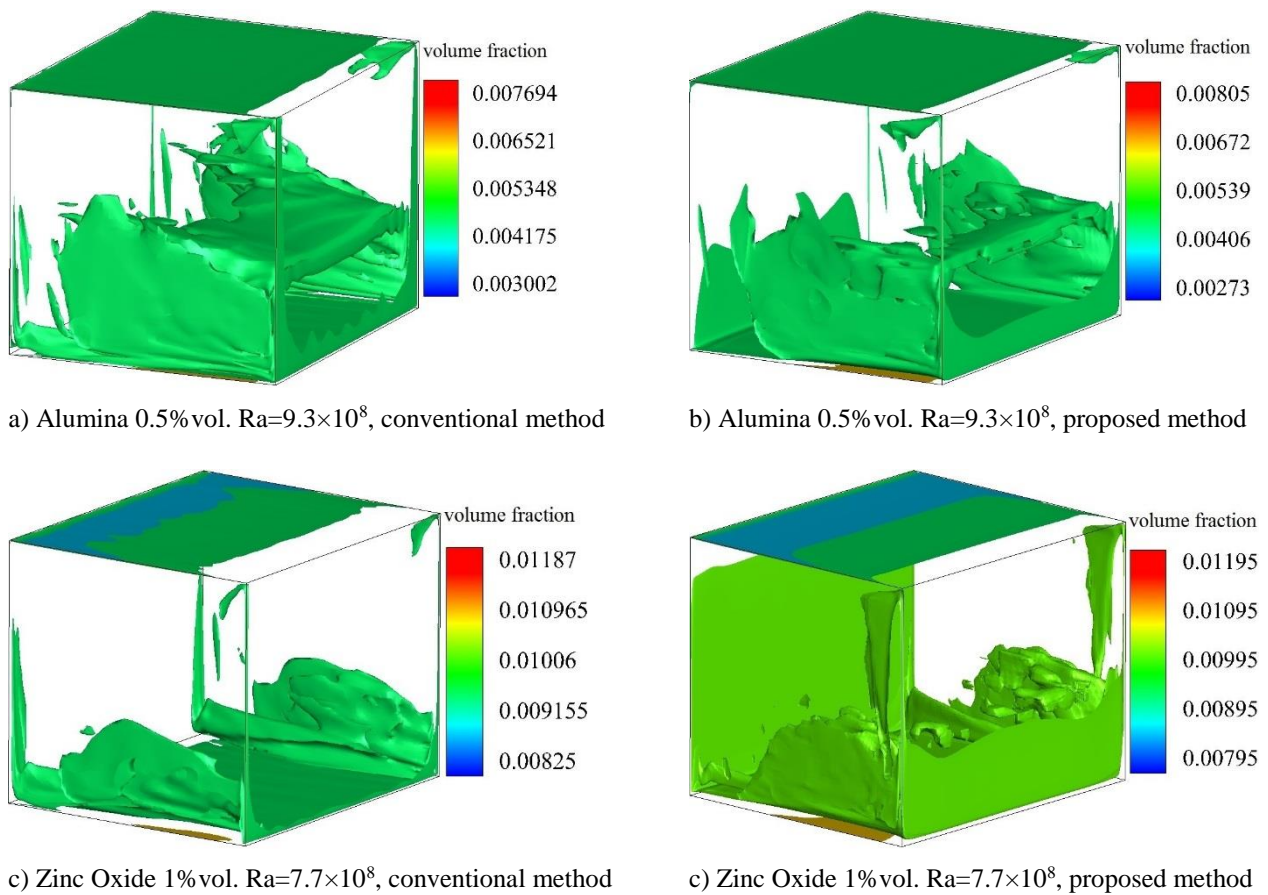 volume fraction
0.007694
0.006521
0.005348
0.004175
0.003002
volume fraction
0.00805
0.00672
0.00539
0.00406
0.00273
a) Alumina 0.5%vol. Ra=9.3×10⁸, conventional method
b) Alumina 0.5%vol. Ra=9.3×10⁸, proposed method
volume fraction
0.01187
0.010965
0.01006
0.009155
0.00825
volume fraction
0.01195
0.01095
0.00995
0.00895
0.00795
c) Zinc Oxide 1%vol. Ra=7.7×10⁸, conventional method
c) Zinc Oxide 1%vol. Ra=7.7×10⁸, proposed method